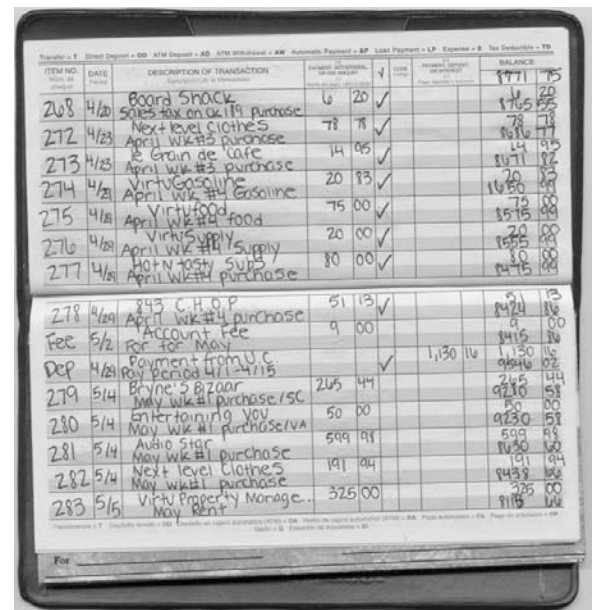 Transfer = T Direct Deposit = DD ATM Deposit = AD ATM Withdrawal = AW Automatic Payment = AP Loan Payment = LP Expense = E Tax Deductible = TD
ITEM NO. DATE DESCRIPTION OF TRANSACTION PAYMENT, WITHDRAWAL √ CODE PAYMENT, DEPOSIT, BALANCE
8771 75
268 4/20 Board Shack 6 20 ✓ 6 20
Sales tax on ck189 purchase 8765 55
272 4/23 Next level Clothes 78 78 ✓ 78 78
April WK#3 purchase 8686 77
273 4/23 le Grain de Cafe 14 95 ✓ 14 95
April WK#3 purchase 8671 82
274 4/29 VirtuGasoline 20 83 ✓ 20 83
April WK #4 Gasoline 8650 99
275 4/29 Virtufood 75 00 ✓ 75 00
April WK#4 food 8575 99
276 4/29 VirtuSupply 20 00 ✓ 20 00
April WK #4 Supply 8555 99
277 4/29 Hot N tasty Subs 80 00 ✓ 80 00
April WK#4 purchase 8475 99
278 4/29 843 C.H.O.P 51 13 ✓ 51 13
April WK#4 purchase 8424 86
Fee 5/2 Account Fee 9 00 9 00
For for May 8415 86
Dep 4/29 Payment from U.C. ✓ 1,130 16 1,130 16
Pay Period 4/1-4/15 9546 02
279 5/4 Bryne's Bizaar 265 44 265 44
May WK#1 purchase/SC 9280 58
280 5/4 Entertaining You 50 00 50 00
May WK#1 purchase/VA 9230 58
281 5/4 Audio Star 599 98 599 98
May WK#1 purchase 8630 60
282 5/4 Next level Clothes 191 94 191 94
May WK#1 purchase 8438 66
283 5/5 Virtu Property Manage.. 325 00 325 00
May Rent 8113 66
For